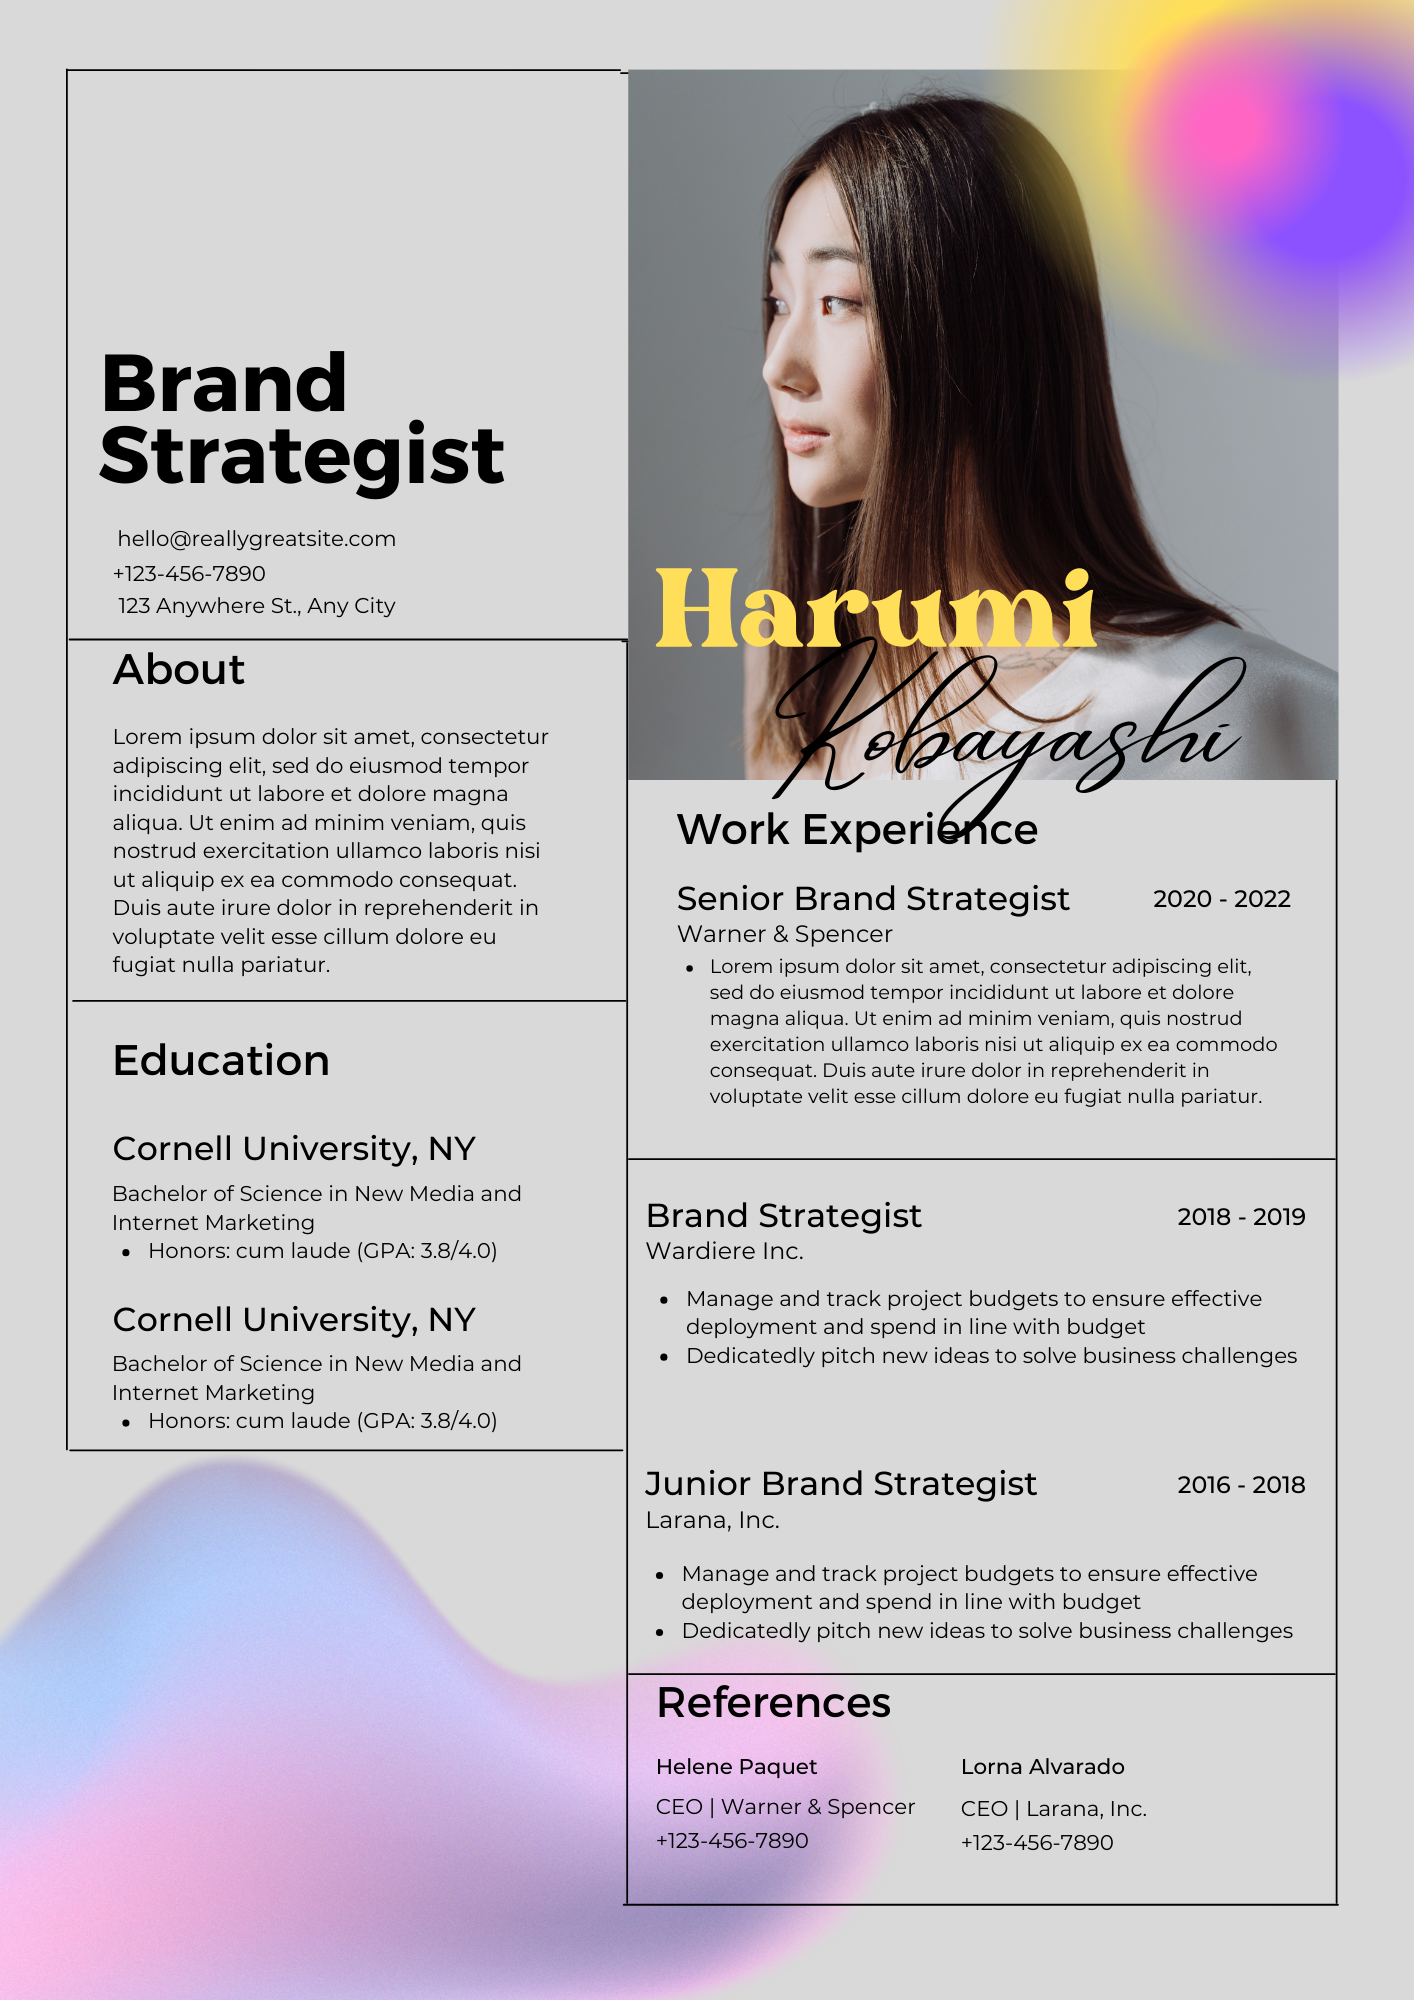 Brand
Strategist
hello@reallygreatsite.com
+123-456-7890
123 Anywhere St., Any City
About
Lorem ipsum dolor sit amet, consectetur
adipiscing elit, sed do eiusmod tempor
incididunt ut labore et dolore magna
aliqua. Ut enim ad minim veniam, quis
nostrud exercitation ullamco laboris nisi
ut aliquip ex ea commodo consequat.
Duis aute irure dolor in reprehenderit in
voluptate velit esse cillum dolore eu
fugiat nulla pariatur.
Education
Cornell University, NY
Bachelor of Science in New Media and
Internet Marketing
• Honors: cum laude (GPA: 3.8/4.0)
Cornell University, NY
Bachelor of Science in New Media and
Internet Marketing
• Honors: cum laude (GPA: 3.8/4.0)
Harumi
Kobayashi
Work Experience
Senior Brand Strategist 2020 - 2022
Warner & Spencer
• Lorem ipsum dolor sit amet, consectetur adipiscing elit,
sed do eiusmod tempor incididunt ut labore et dolore
magna aliqua. Ut enim ad minim veniam, quis nostrud
exercitation ullamco laboris nisi ut aliquip ex ea commodo
consequat. Duis aute irure dolor in reprehenderit in
voluptate velit esse cillum dolore eu fugiat nulla pariatur.
Brand Strategist 2018 - 2019
Wardiere Inc.
• Manage and track project budgets to ensure effective
deployment and spend in line with budget
• Dedicatedly pitch new ideas to solve business challenges
Junior Brand Strategist 2016 - 2018
Larana, Inc.
• Manage and track project budgets to ensure effective
deployment and spend in line with budget
• Dedicatedly pitch new ideas to solve business challenges
References
Helene Paquet
CEO | Warner & Spencer
+123-456-7890
Lorna Alvarado
CEO | Larana, Inc.
+123-456-7890